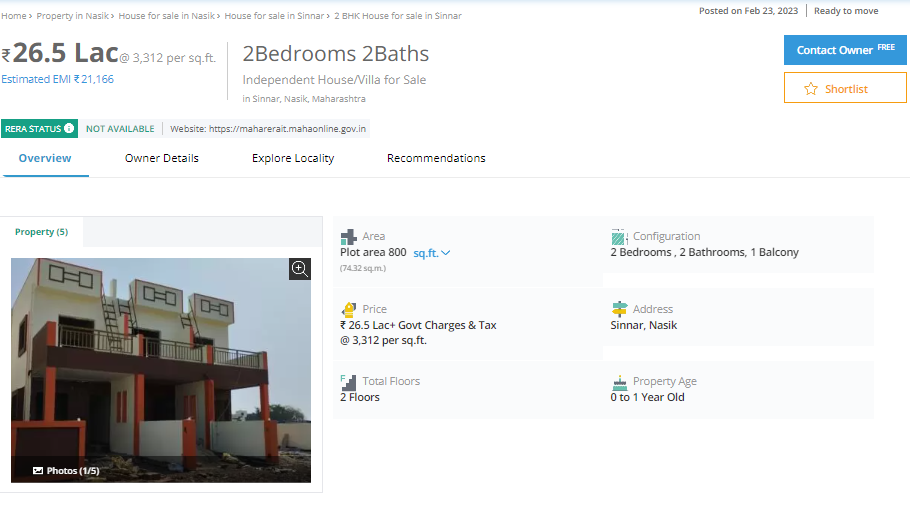 Home > Property in Nasik > House for sale in Nasik > House for sale in Sinnar > 2 BHK House for sale in Sinnar
Posted on Feb 23, 2023 | Ready to move
₹26.5 Lac @ 3,312 per sq.ft.
Estimated EMI ₹21,166
2Bedrooms 2Baths
Independent House/Villa for Sale
in Sinnar, Nasik, Maharashtra
Contact Owner FREE
Shortlist
RERA STATUS i NOT AVAILABLE | Website: https://maharerait.mahaonline.gov.in
Overview Owner Details Explore Locality Recommendations
Property (5)
Photos (1/5)
Area
Plot area 800 sq.ft.
(74.32 sq.m.)
Configuration
2 Bedrooms , 2 Bathrooms, 1 Balcony
Price
₹ 26.5 Lac+ Govt Charges & Tax
@ 3,312 per sq.ft.
Address
Sinnar, Nasik
Total Floors
2 Floors
Property Age
0 to 1 Year Old